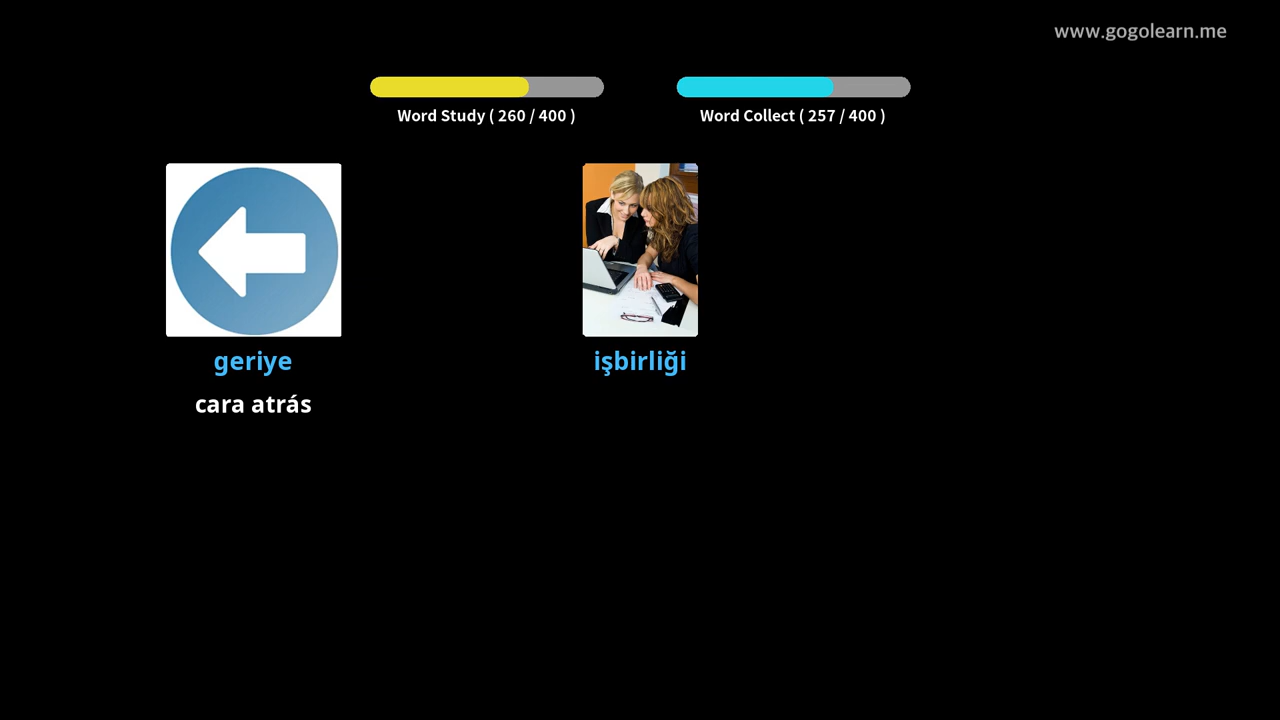 www.gogolearn.me
Word Study ( 260 / 400 )
Word Collect ( 257 / 400 )
geriye
işbirliği
cara atrás